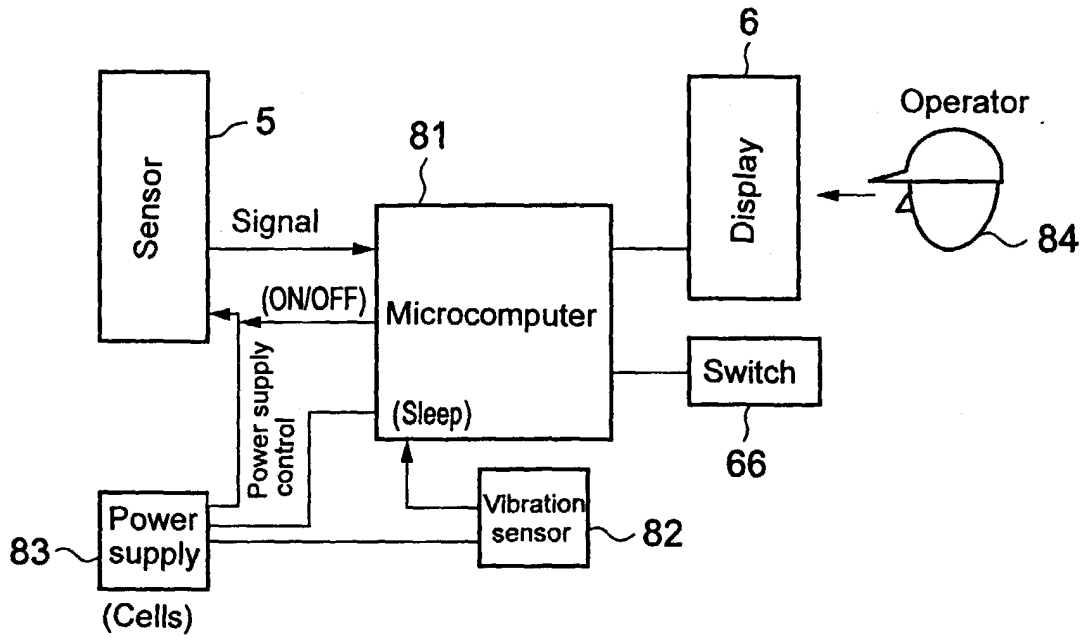 6
Operator
5
81
Sensor
Display
Signal
84
(ON/OFF)
Microcomputer
Power supply
control
Switch
(Sleep)
66
Power
supply
Vibration
sensor
83
82
(Cells)